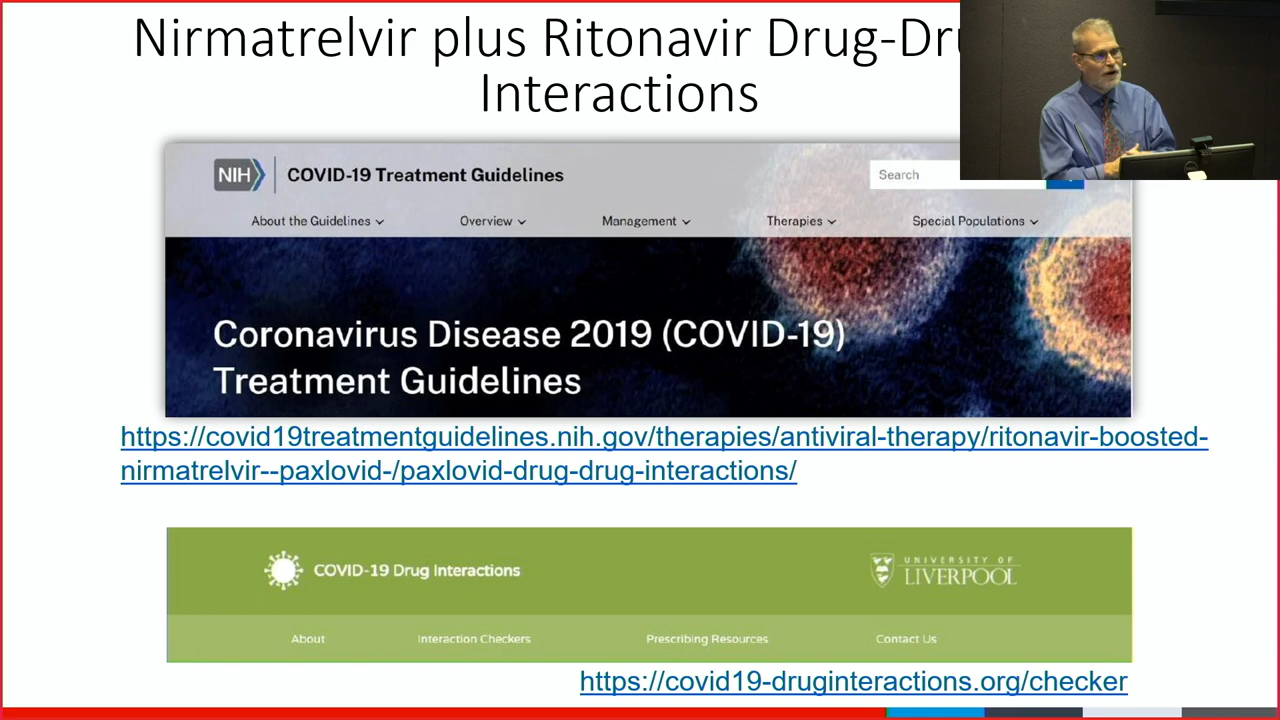 Nirmatrelvir plus Ritonavir Drug-Dru
Interactions
NIH
COVID-19 Treatment Guidelines
Search
About the Guidelines
Overview
Management
Therapies
Special Populations
Coronavirus Disease 2019 (COVID-19)
Treatment Guidelines
https://covid19treatmentguidelines.nih.gov/therapies/antiviral-therapy/ritonavir-boosted-
nirmatrelvir--paxlovid-/paxlovid-drug-drug-interactions/
COVID-19 Drug Interactions
UNIVERSITY OF
LIVERPOOL
About
Interaction Checkers
Prescribing Resources
Contact Us
https://covid19-druginteractions.org/checker